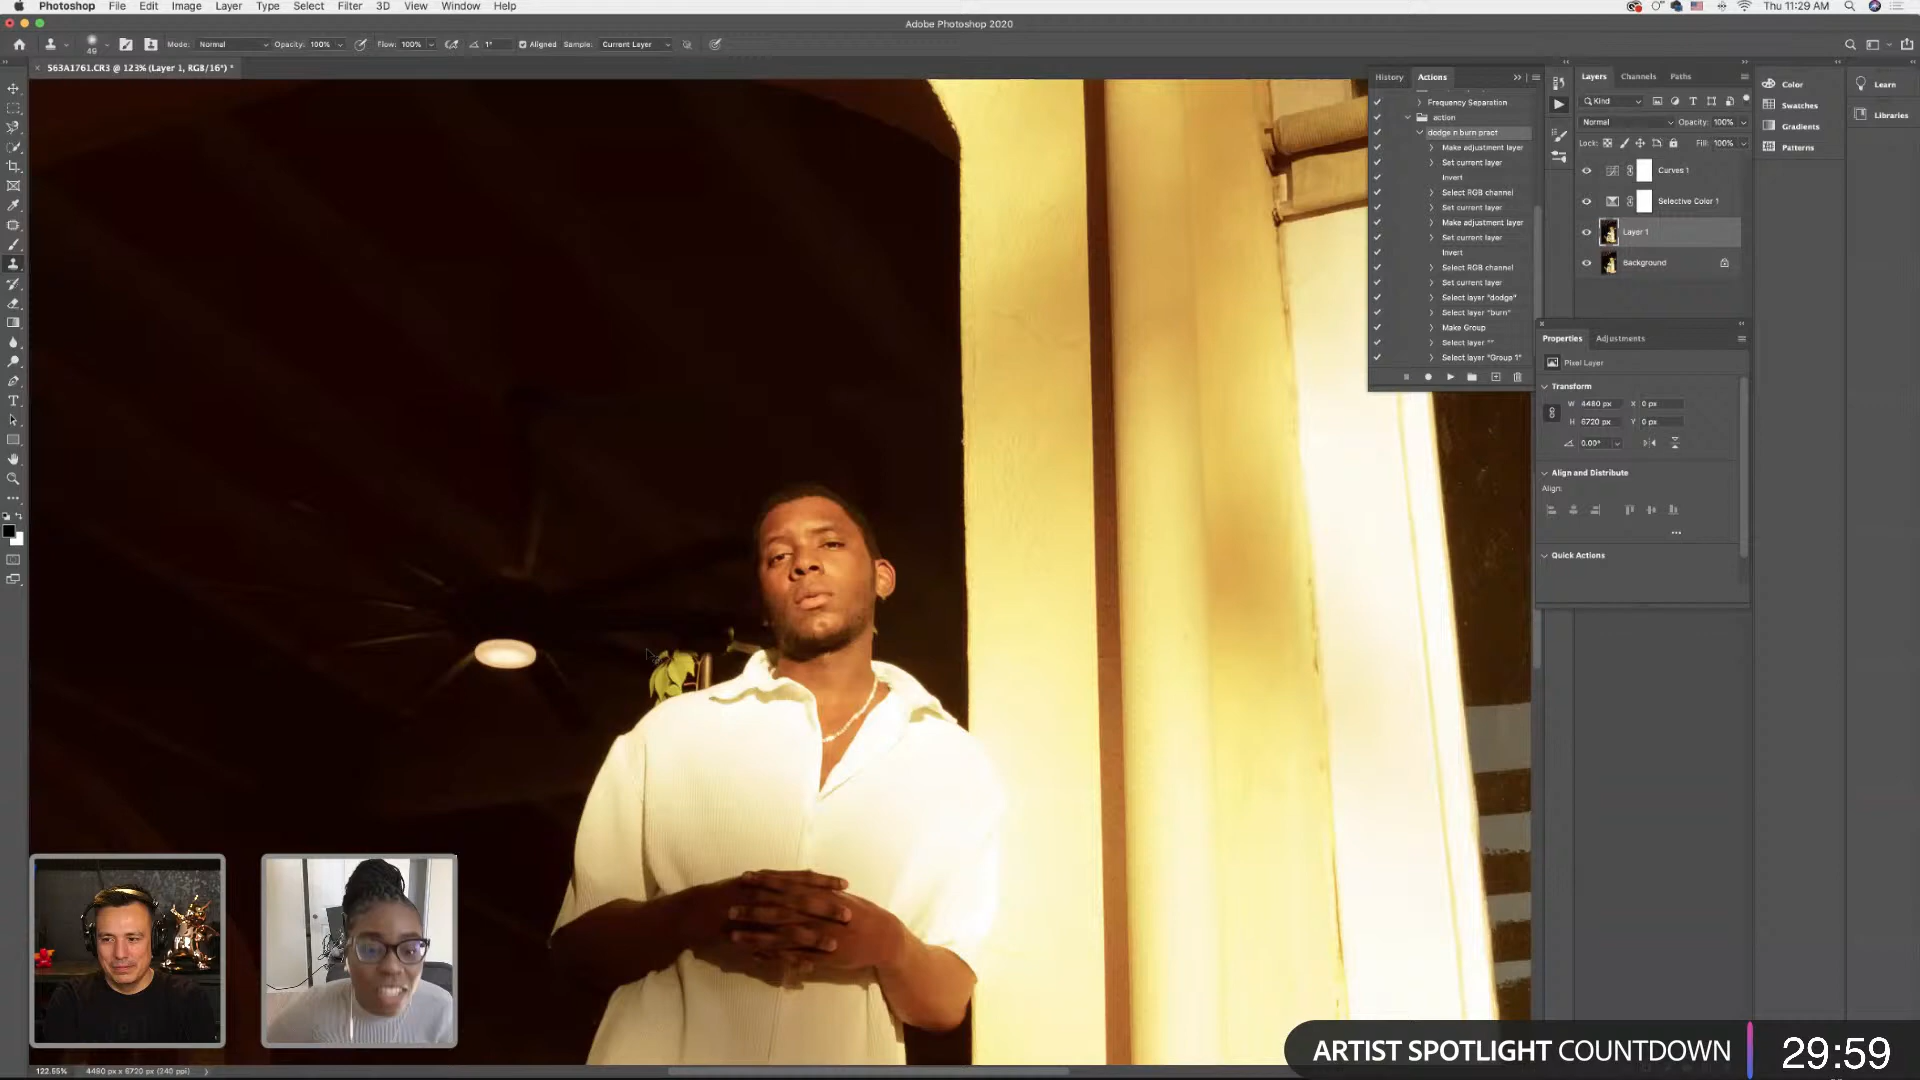 Photoshop File Edit Image Layer Type Select Filter 3D View Window Help
Thu 11:29 AM
Adobe Photoshop 2020
49
Mode: Normal Opacity: 100% Flow: 100% 1° Aligned Sample: Current Layer
S63A1761.CR3 @ 123% (Layer 1, RGB/16*) *
History Actions
Frequency Separation
action
dodge n burn pract
Make adjustment layer
Set current layer
Invert
Select RGB channel
Set current layer
Make adjustment layer
Set current layer
Invert
Select RGB channel
Set current layer
Select layer "dodge"
Select layer "burn"
Make Group
Select layer ""
Select layer "Group 1"
Layers Channels Paths
Kind
Normal Opacity: 100%
Lock: Fill: 100%
Curves 1
Selective Color 1
Layer 1
Background
Properties Adjustments
Pixel Layer
Transform
W 4480 px X 0 px
H 6720 px Y 0 px
0.00°
Align and Distribute
Align:
Quick Actions
Color
Swatches
Gradients
Patterns
Learn
Libraries
122.55% 4480 px x 6720 px (240 ppi)
ARTIST SPOTLIGHT COUNTDOWN 29:59